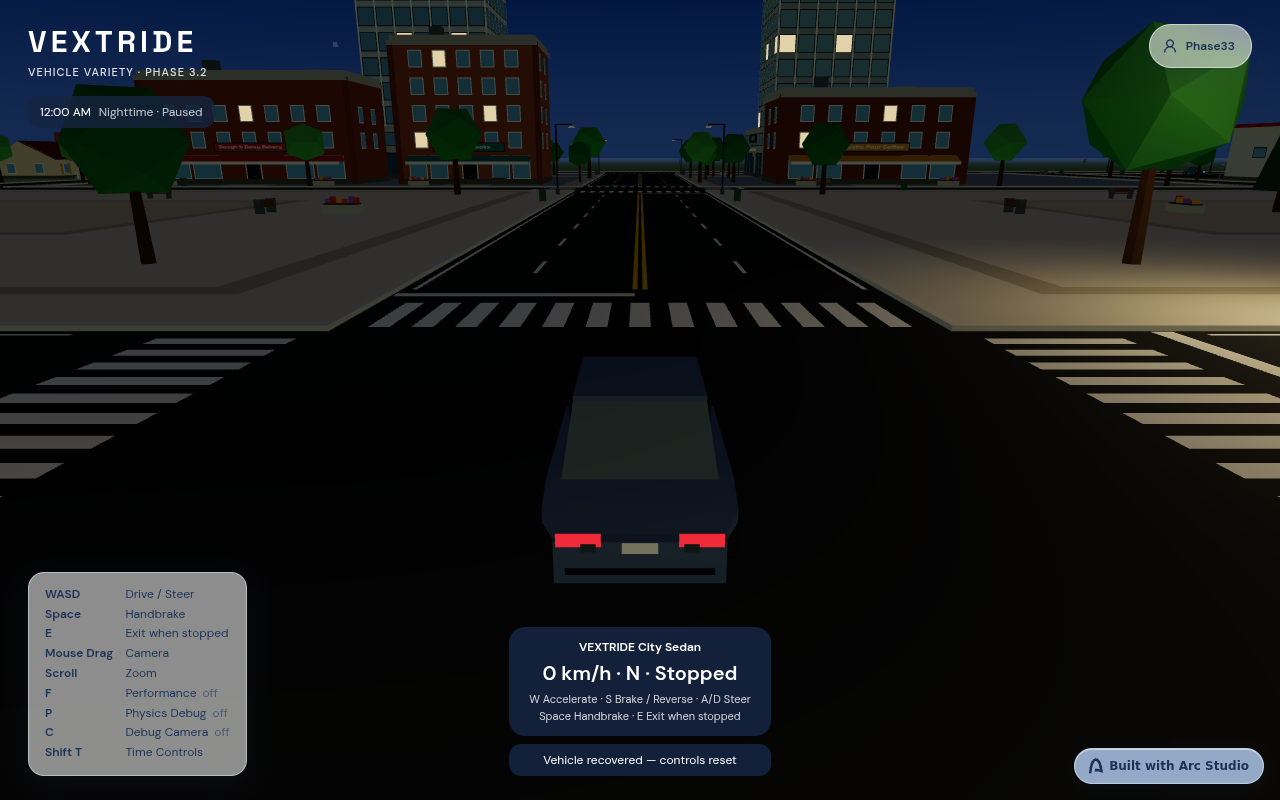 VEXTRIDE
VEHICLE VARIETY · PHASE 3.2
12:00 AM Nighttime · Paused
Phase33
WASD Drive / Steer
Space Handbrake
E Exit when stopped
Mouse Drag Camera
Scroll Zoom
F Performance off
P Physics Debug off
C Debug Camera off
Shift T Time Controls
VEXTRIDE City Sedan
0 km/h · N · Stopped
W Accelerate · S Brake / Reverse · A/D Steer
Space Handbrake · E Exit when stopped
Vehicle recovered — controls reset
Built with Arc Studio